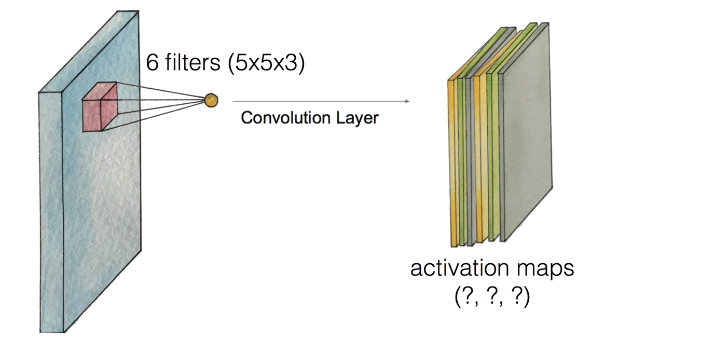 6 filters (5x5x3)
Convolution Layer
activation maps
(?, ?, ?)